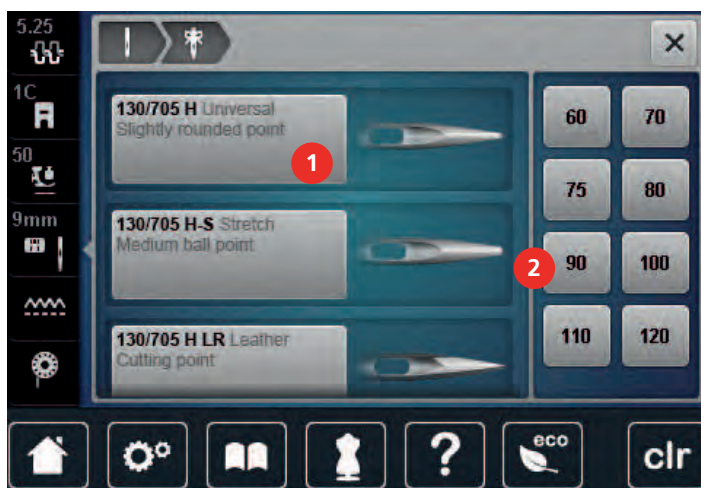 5.25
1C
50
9mm
130/705 H Universal
Slightly rounded point
1
130/705 H-S Stretch
Medium ball point
130/705 H LR Leather
Cutting point
60
70
75
80
2
90
100
110
120
?
eco
clr